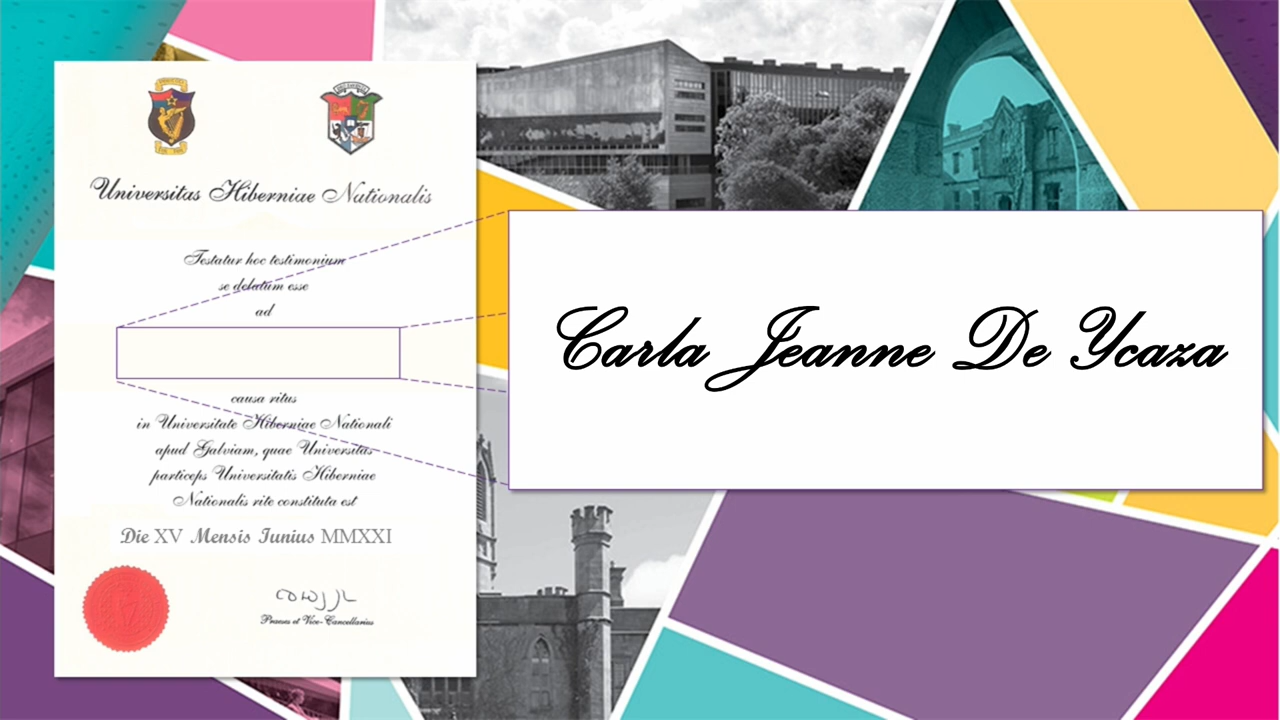 Universitas Hiberniae Nationalis
Testatur hoc testimonium
se delatum esse
ad
causa ritus
in Universitate Hiberniae Nationali
apud Galviam, quae Universitas
particeps Universitatis Hiberniae
Nationalis rite constituta est
Die XV Mensis Iunius MMXXI
Praeses et Vice-Cancellarius
Carla Jeanne De Ycaza